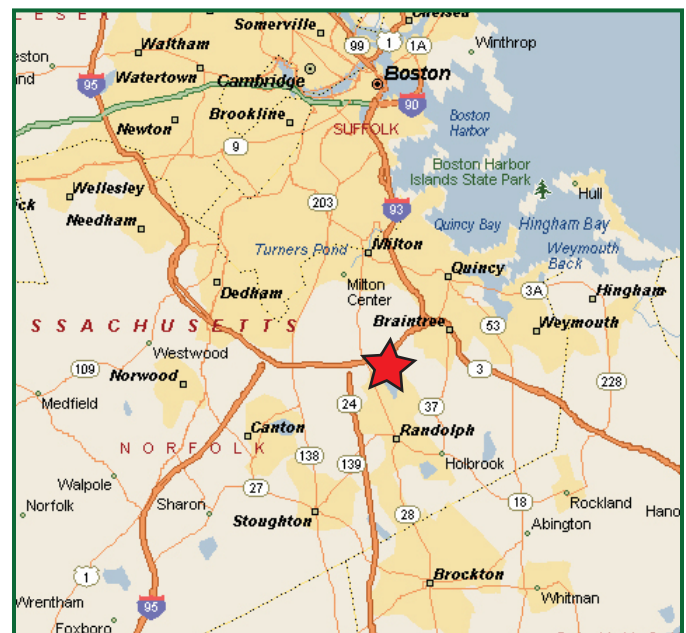 LESEX
Somerville
Chelsea
Waltham
99
1
1A
Winthrop
Watertown
Cambridge
Boston
95
90
Newton
Brookline
SUFFOLK
Boston
Harbor
9
Boston Harbor
Islands State Park
Wellesley
Hull
203
93
Needham
Quincy Bay
Hingham Bay
Turners Pond
Milton
Weymouth
Back
Quincy
Milton
Center
Dedham
3A
Hingham
SSACHUSETTS
Braintree
53
Weymouth
Westwood
109
Norwood
3
228
Medfield
24
37
Canton
Randolph
NORFOLK
138
139
Holbrook
Walpole
27
Norfolk
Sharon
Stoughton
28
18
Rockland
Abington
1
Brockton
Whitman
Wrentham
95
Foxboro